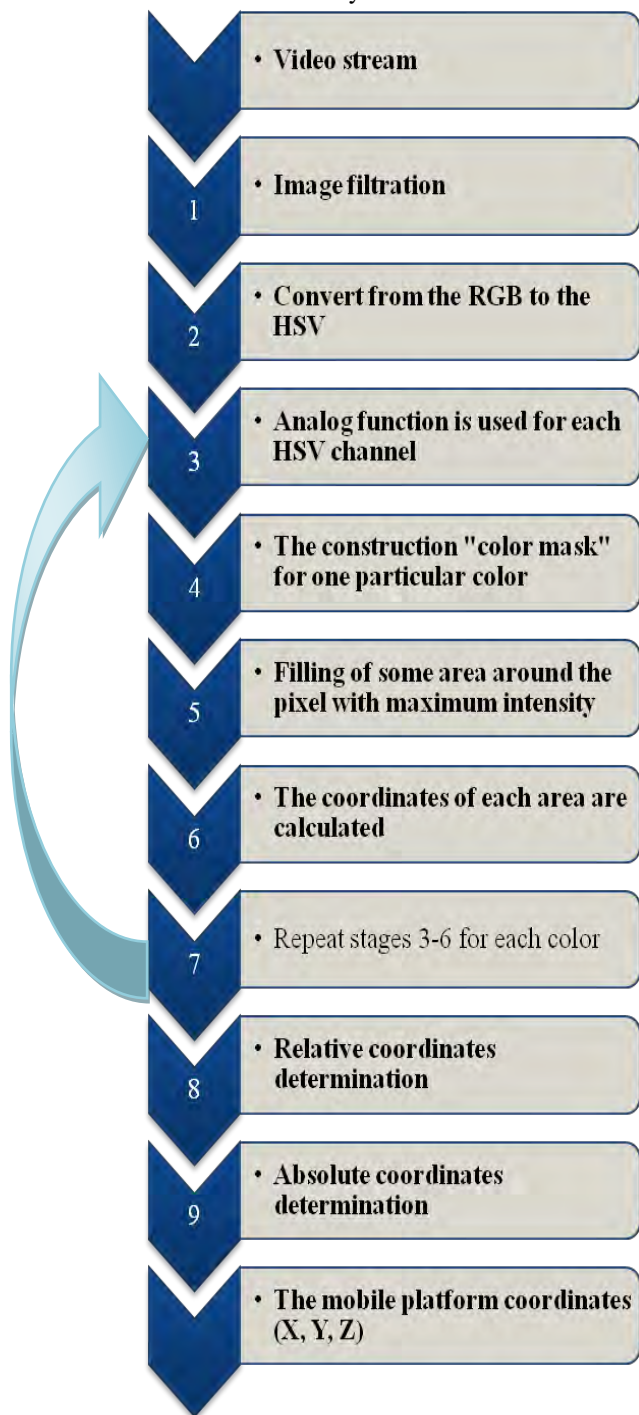 • Video stream
1
• Image filtration
2
• Convert from the RGB to the
HSV
3
• Analog function is used for each
HSV channel
4
• The construction "color mask"
for one particular color
5
• Filling of some area around the
pixel with maximum intensity
6
• The coordinates of each area are
calculated
7
• Repeat stages 3-6 for each color
8
• Relative coordinates
determination
9
• Absolute coordinates
determination
• The mobile platform coordinates
(X, Y, Z)